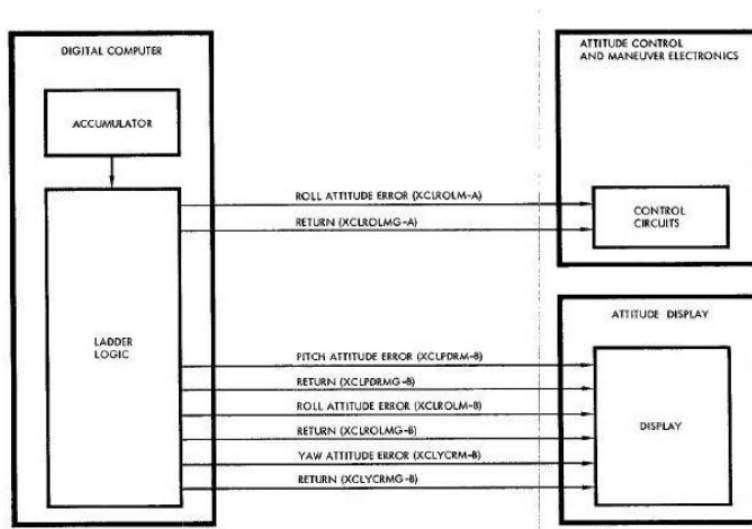 DIGITAL COMPUTER
ACCUMULATOR
LADDER
LOGIC
ROLL ATTITUDE ERROR (XCLROLM-A)
RETURN (XCLROLMG-A)
PITCH ATTITUDE ERROR (XCLPDRM-B)
RETURN (XCLPDRMG-B)
ROLL ATTITUDE ERROR (XCLROLM-B)
RETURN (XCLROLMG-B)
YAW ATTITUDE ERROR (XCLYCRM-B)
RETURN (XCLYCRMG-B)
ATTITUDE CONTROL
AND MANEUVER ELECTRONICS
CONTROL
CIRCUITS
ATTITUDE DISPLAY
DISPLAY